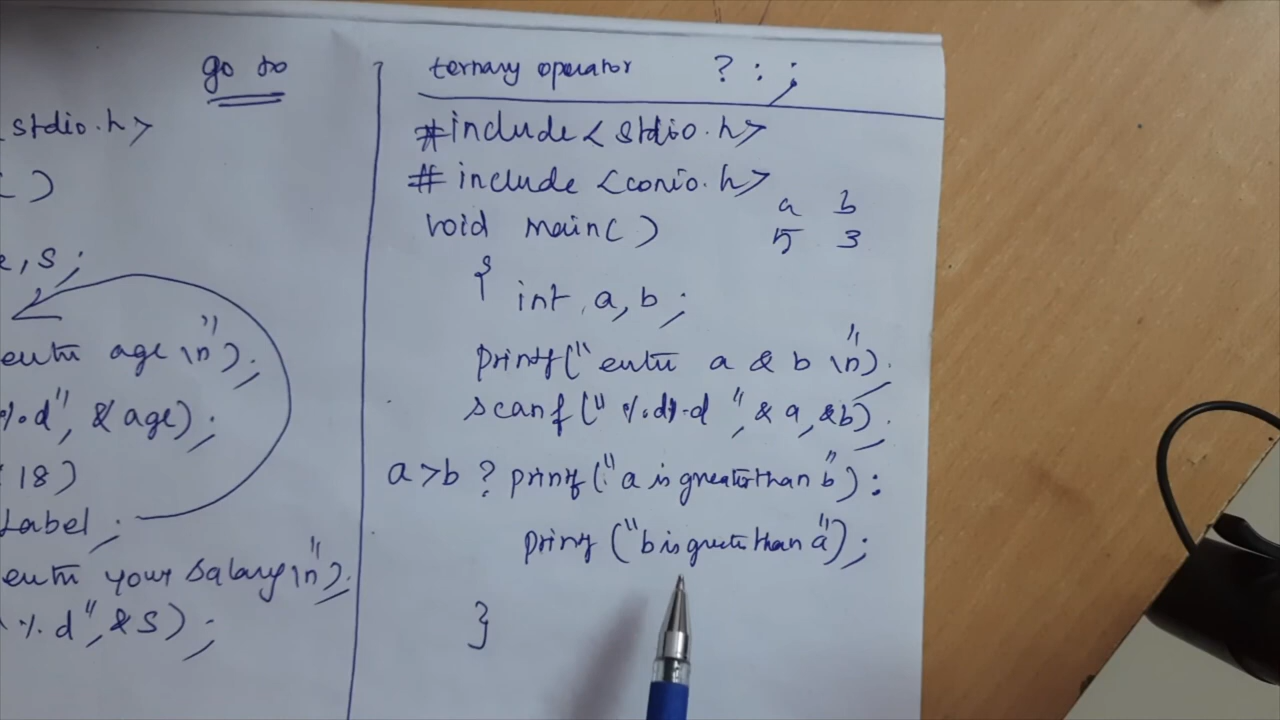 go to
stdio.h>
( )
, s;
enter age \n");
%d", & age);
18)
Label ;
enter your salary \n");
%d", & s);
ternary operator ? : ;
#include < stdio.h>
# include <conio.h>
void main( )
a b
5 3
{
int a, b ;
printf(" enter a & b \n");
scanf(" %d%d ", & a, &b);
a >b ? printf(" a is greater than b") :
printf ("b is greater than a") ;
}